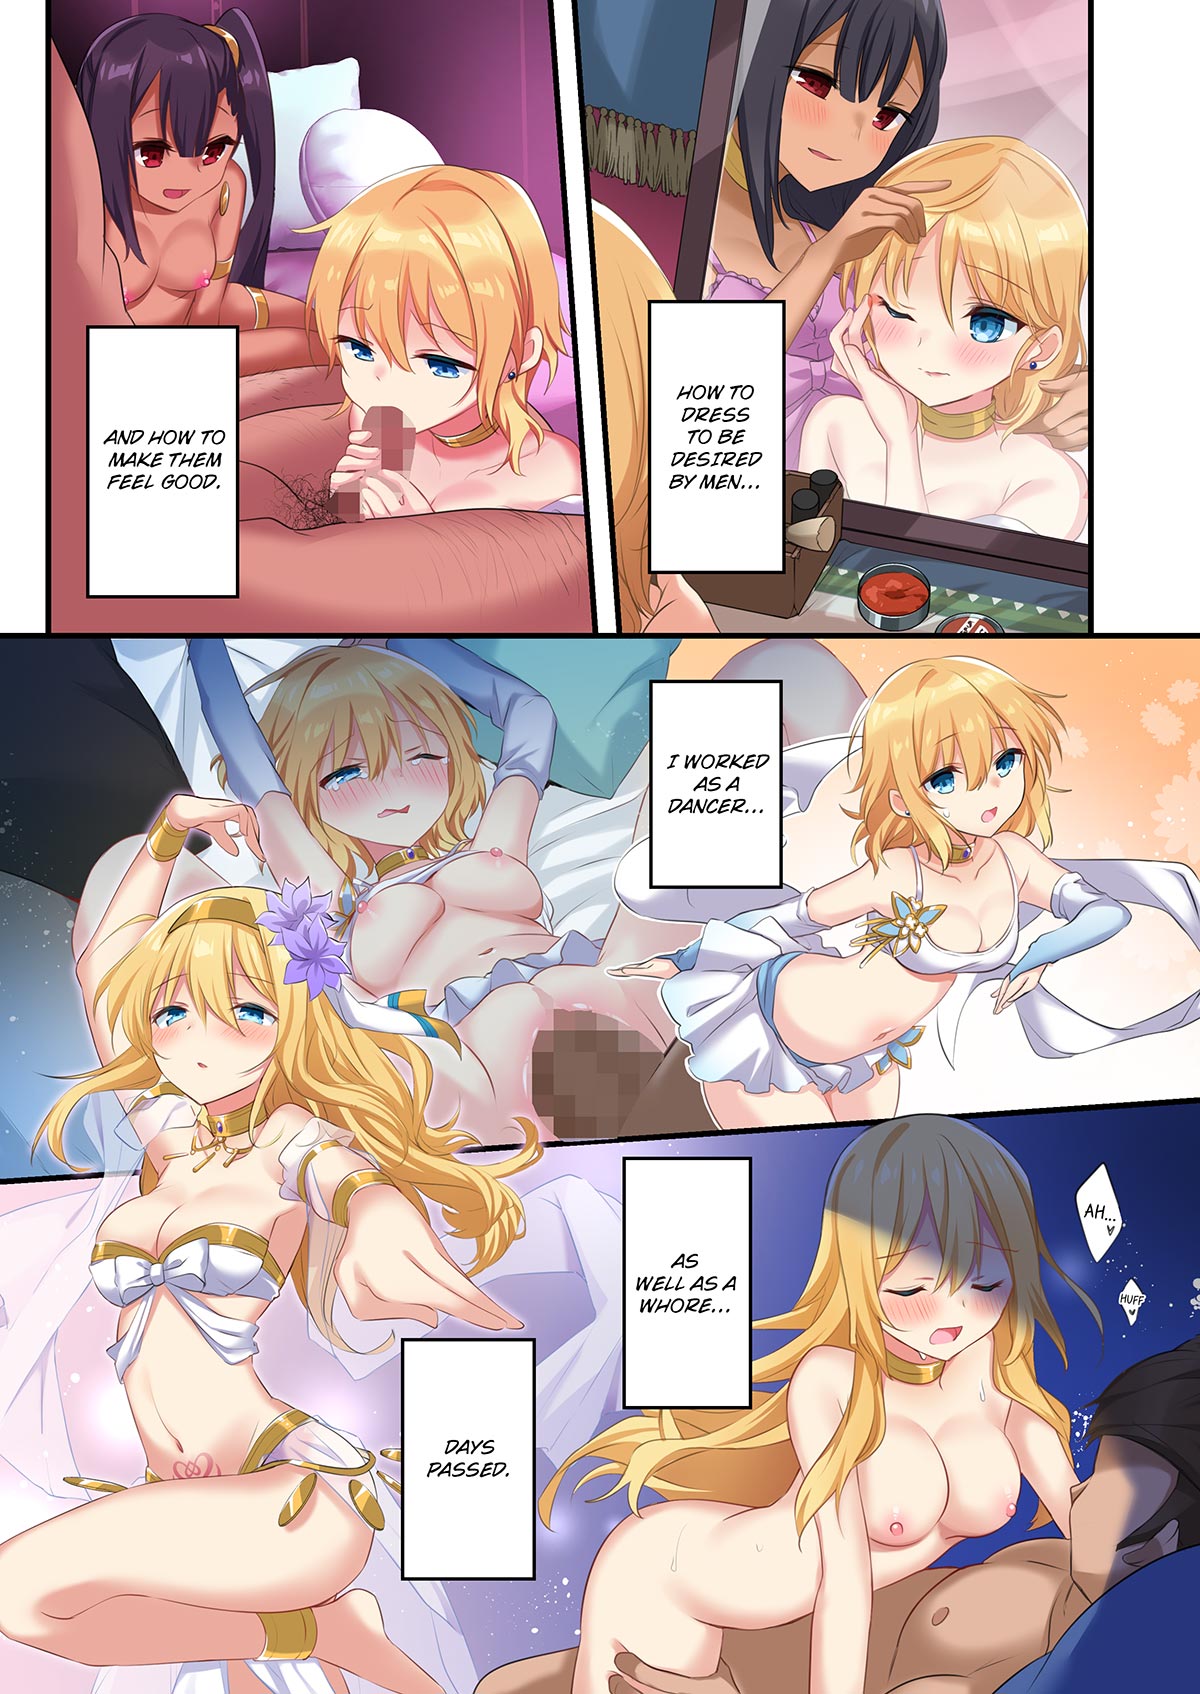 HOW TO
DRESS
TO BE
DESIRED
BY MEN...
AND HOW TO
MAKE THEM
FEEL GOOD.
I WORKED
AS A
DANCER...
AS
WELL AS A
WHORE...
AH...
HUFF
DAYS
PASSED.